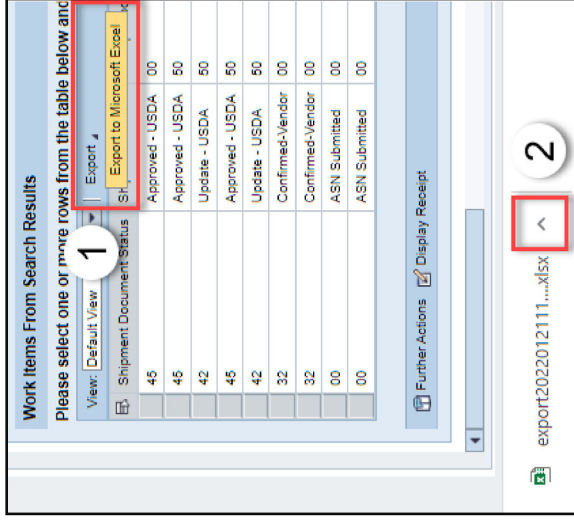 Work Items From Search Results
Please select one or more rows from the table below and
View: Default View Export
1
Export to Microsoft Excel
Shipment Document Status
45 Approved - USDA 00
45 Approved - USDA 50
42 Update - USDA 50
45 Approved - USDA 50
42 Update - USDA 50
32 Confirmed-Vendor 00
32 Confirmed-Vendor 00
00 ASN Submitted 00
00 ASN Submitted 00
Further Actions Display Receipt
export2022012111....xlsx
2